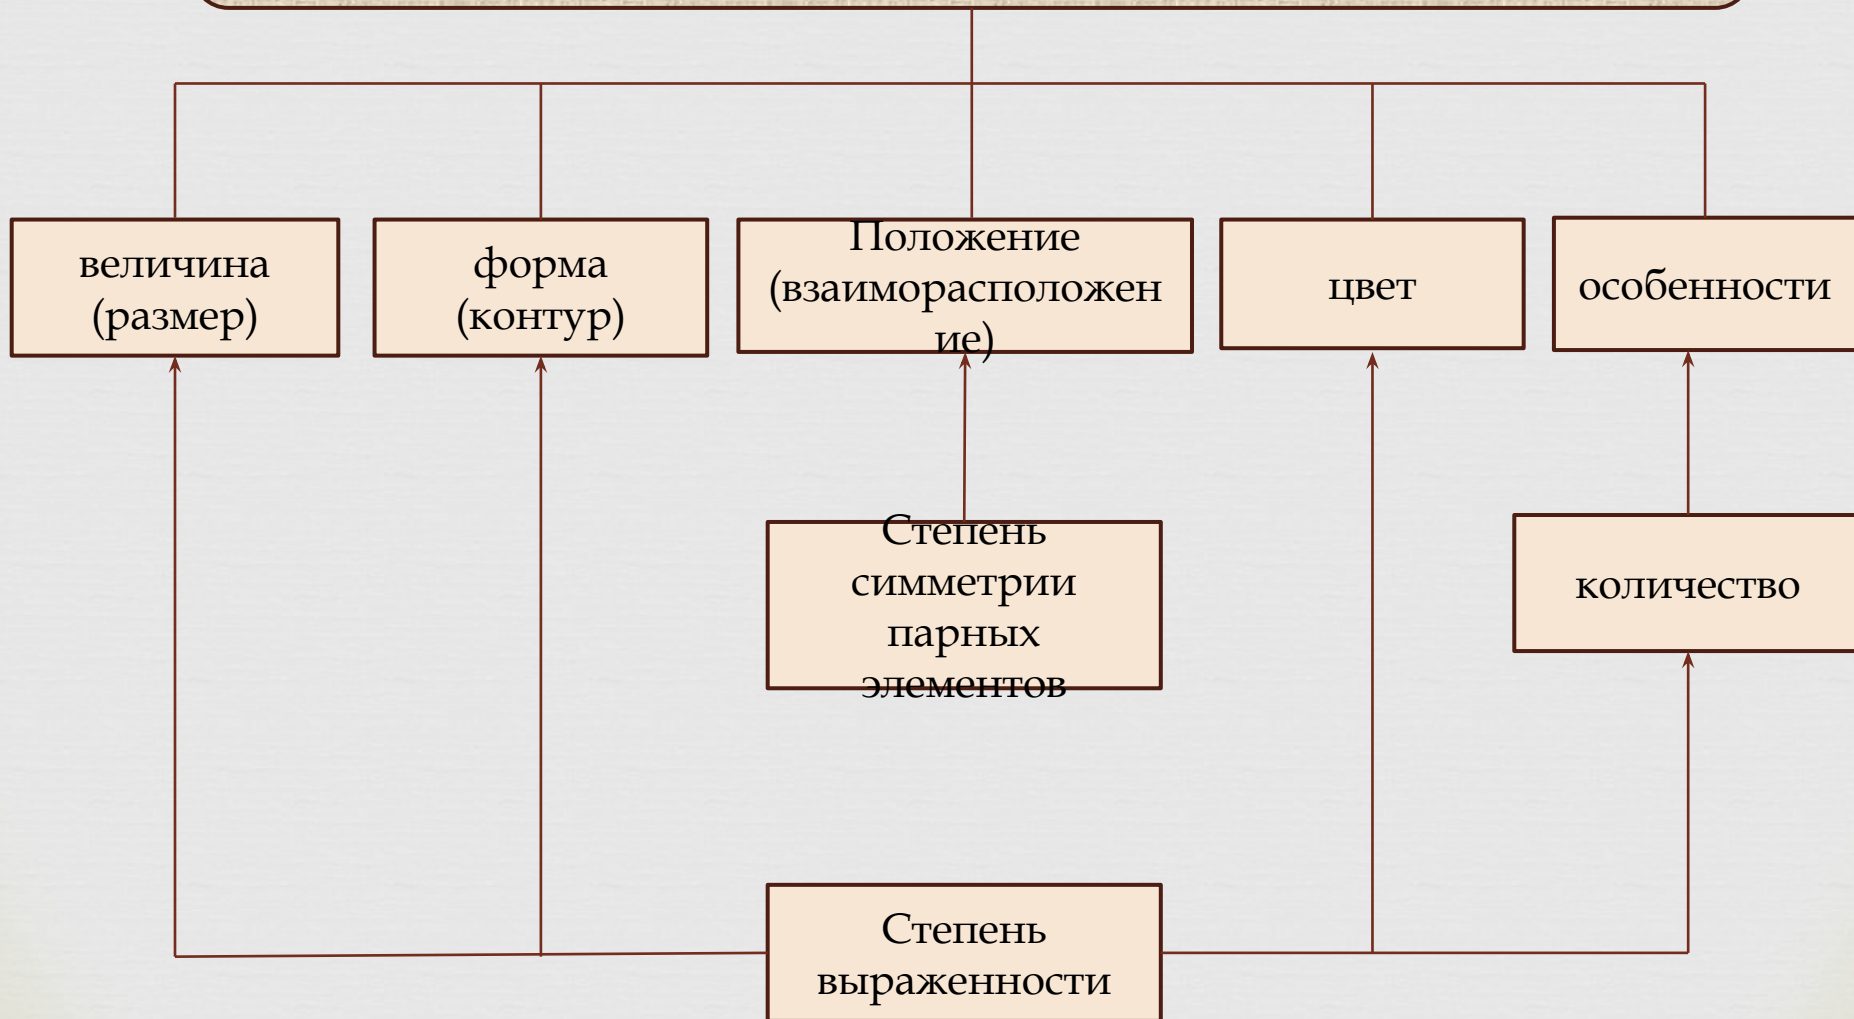 величина
(размер)
форма
(контур)
Положение
(взаиморасположен
ие)
цвет
особенности
Степень
симметрии
парных
элементов
количество
Степень
выраженности